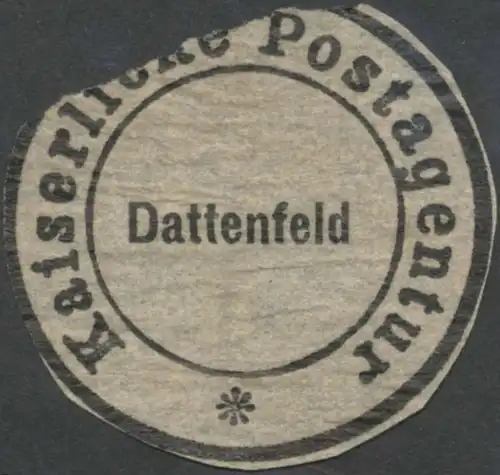 Kaiserliche Postagentur
Dattenfeld
*